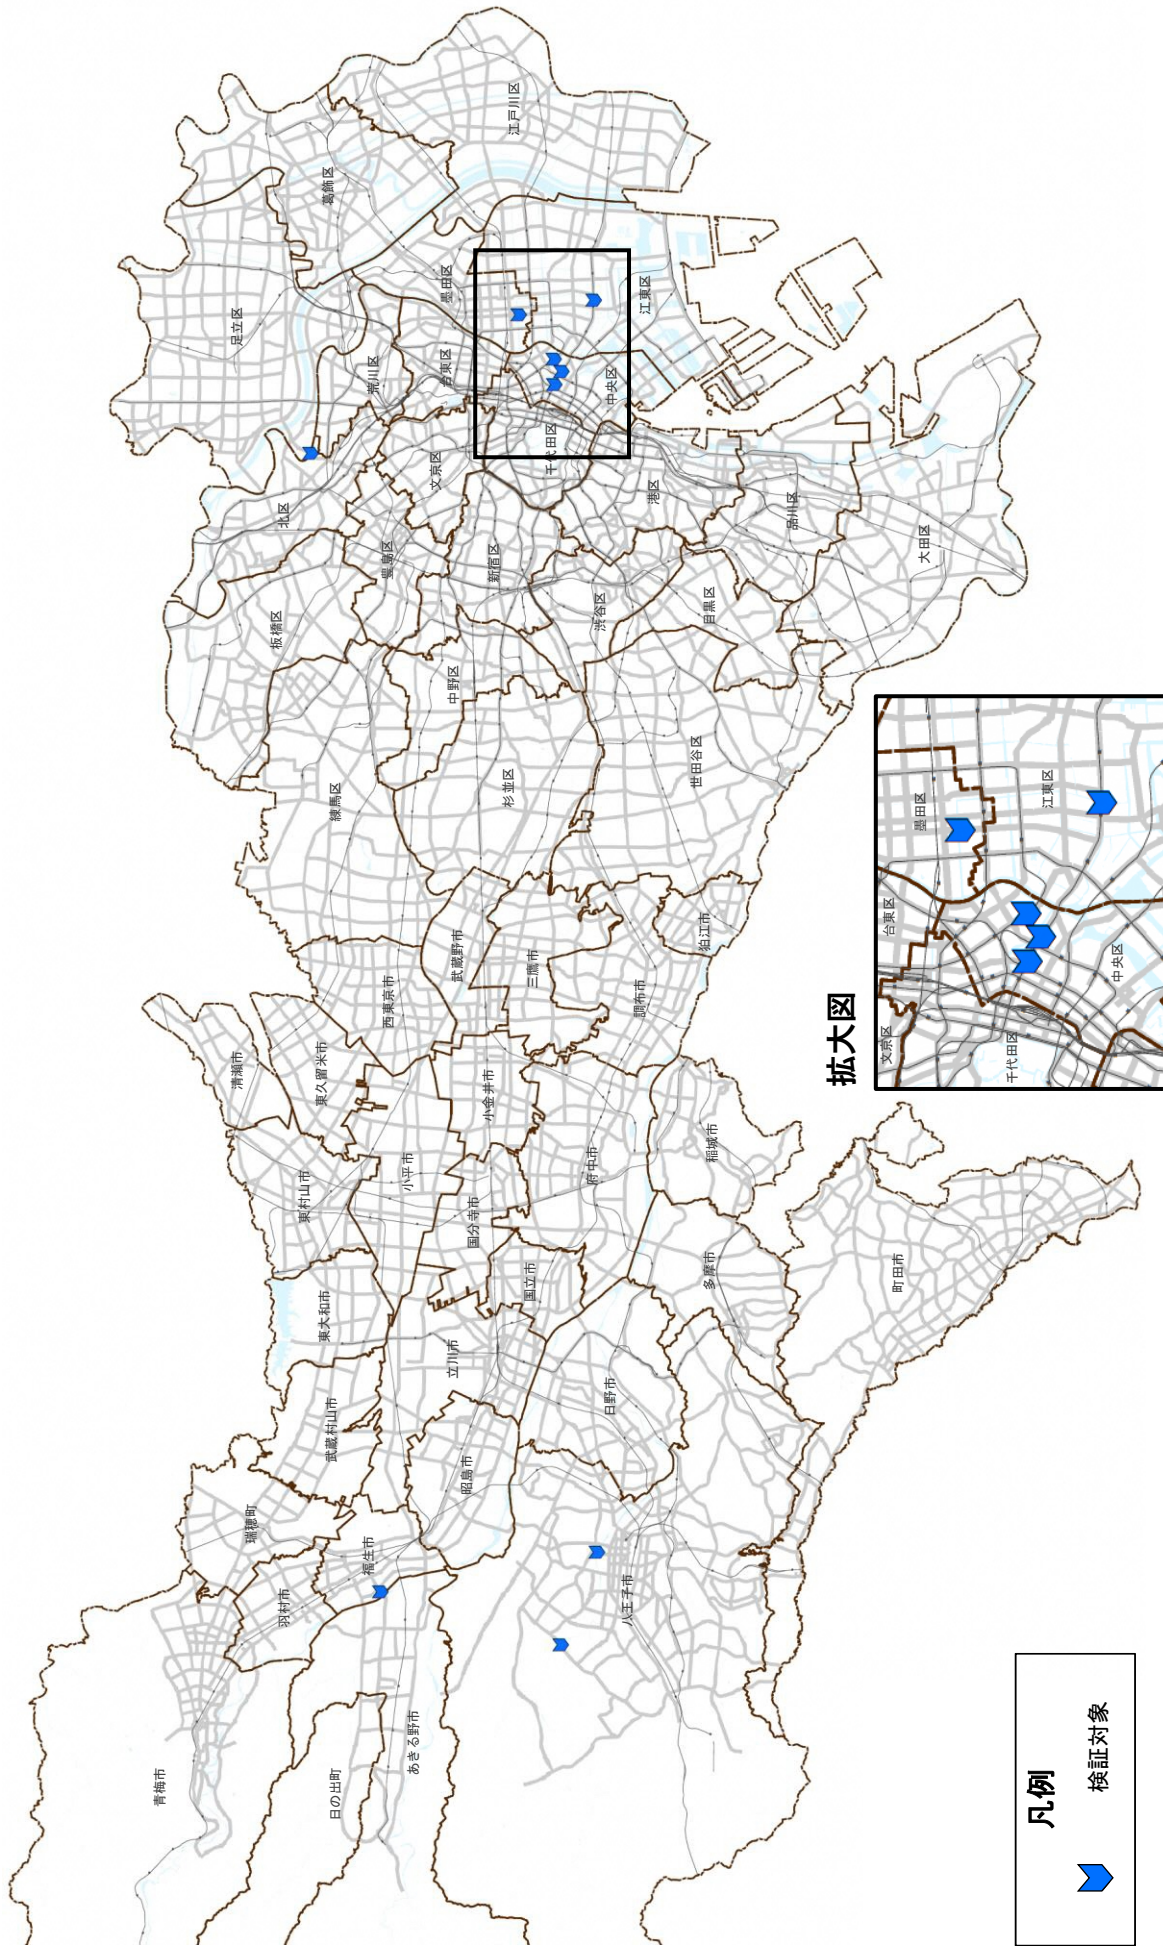 青梅市
日の出町
あきる野市
羽村市
瑞穂町
福生市
八王子市
昭島市
武蔵村山市
東大和市
立川市
日野市
国立市
国分寺市
東村山市
小平市
府中市
多摩市
町田市
稲城市
小金井市
清瀬市
東久留米市
西東京市
武蔵野市
三鷹市
調布市
狛江市
練馬区
杉並区
世田谷区
中野区
板橋区
豊島区
新宿区
渋谷区
目黒区
大田区
品川区
港区
北区
文京区
千代田区
中央区
台東区
荒川区
足立区
墨田区
江東区
葛飾区
江戸川区
拡大図
文京区
台東区
墨田区
千代田区
中央区
江東区
凡例
検証対象